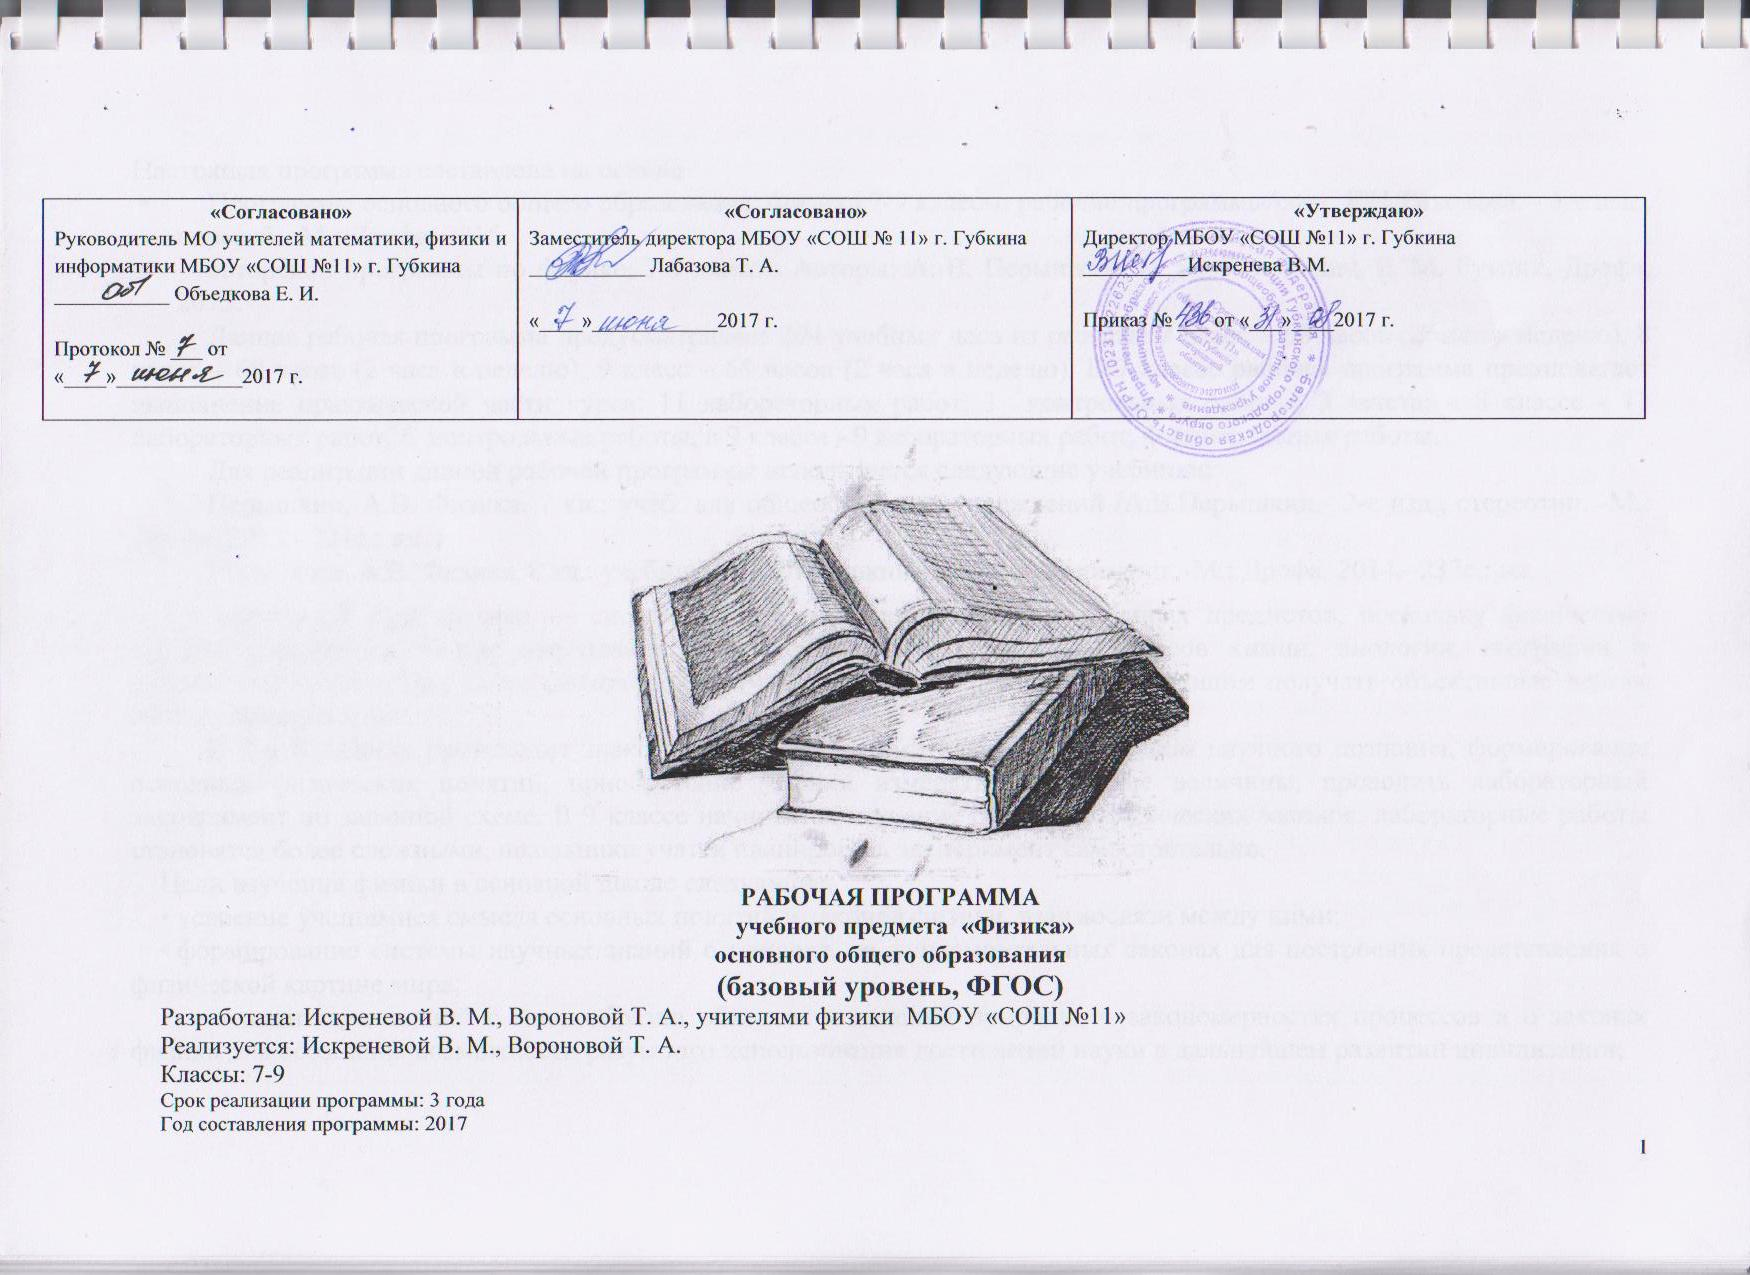 «Согласовано»
Руководитель МО учителей математики, физики и
информатики МБОУ «СОШ №11» г. Губкина
____________ Объедкова Е. И.
Протокол № 7 от
«7» июня 2017 г.
«Согласовано»
Заместитель директора МБОУ «СОШ № 11» г. Губкина
____________ Лабазова Т. А.
«7» июня 2017 г.
«Утверждаю»
Директор МБОУ «СОШ №11» г. Губкина
____________ Искренева В.М.
Приказ № 436 от «31» 08 2017 г.
РАБОЧАЯ ПРОГРАММА
учебного предмета «Физика»
основного общего образования
(базовый уровень, ФГОС)
Разработана: Искреневой В. М., Вороновой Т. А., учителями физики МБОУ «СОШ №11»
Реализуется: Искреневой В. М., Вороновой Т. А.
Классы: 7-9
Срок реализации программы: 3 года
Год составления программы: 2017
1